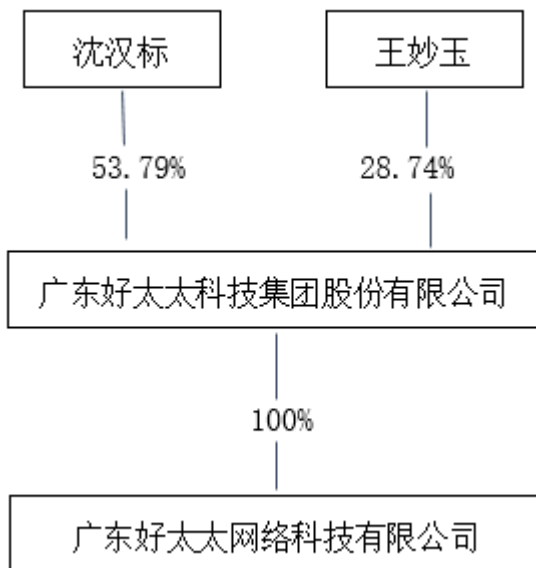 沈汉标
王妙玉
53.79%
28.74%
广东好太太科技集团股份有限公司
100%
广东好太太网络科技有限公司